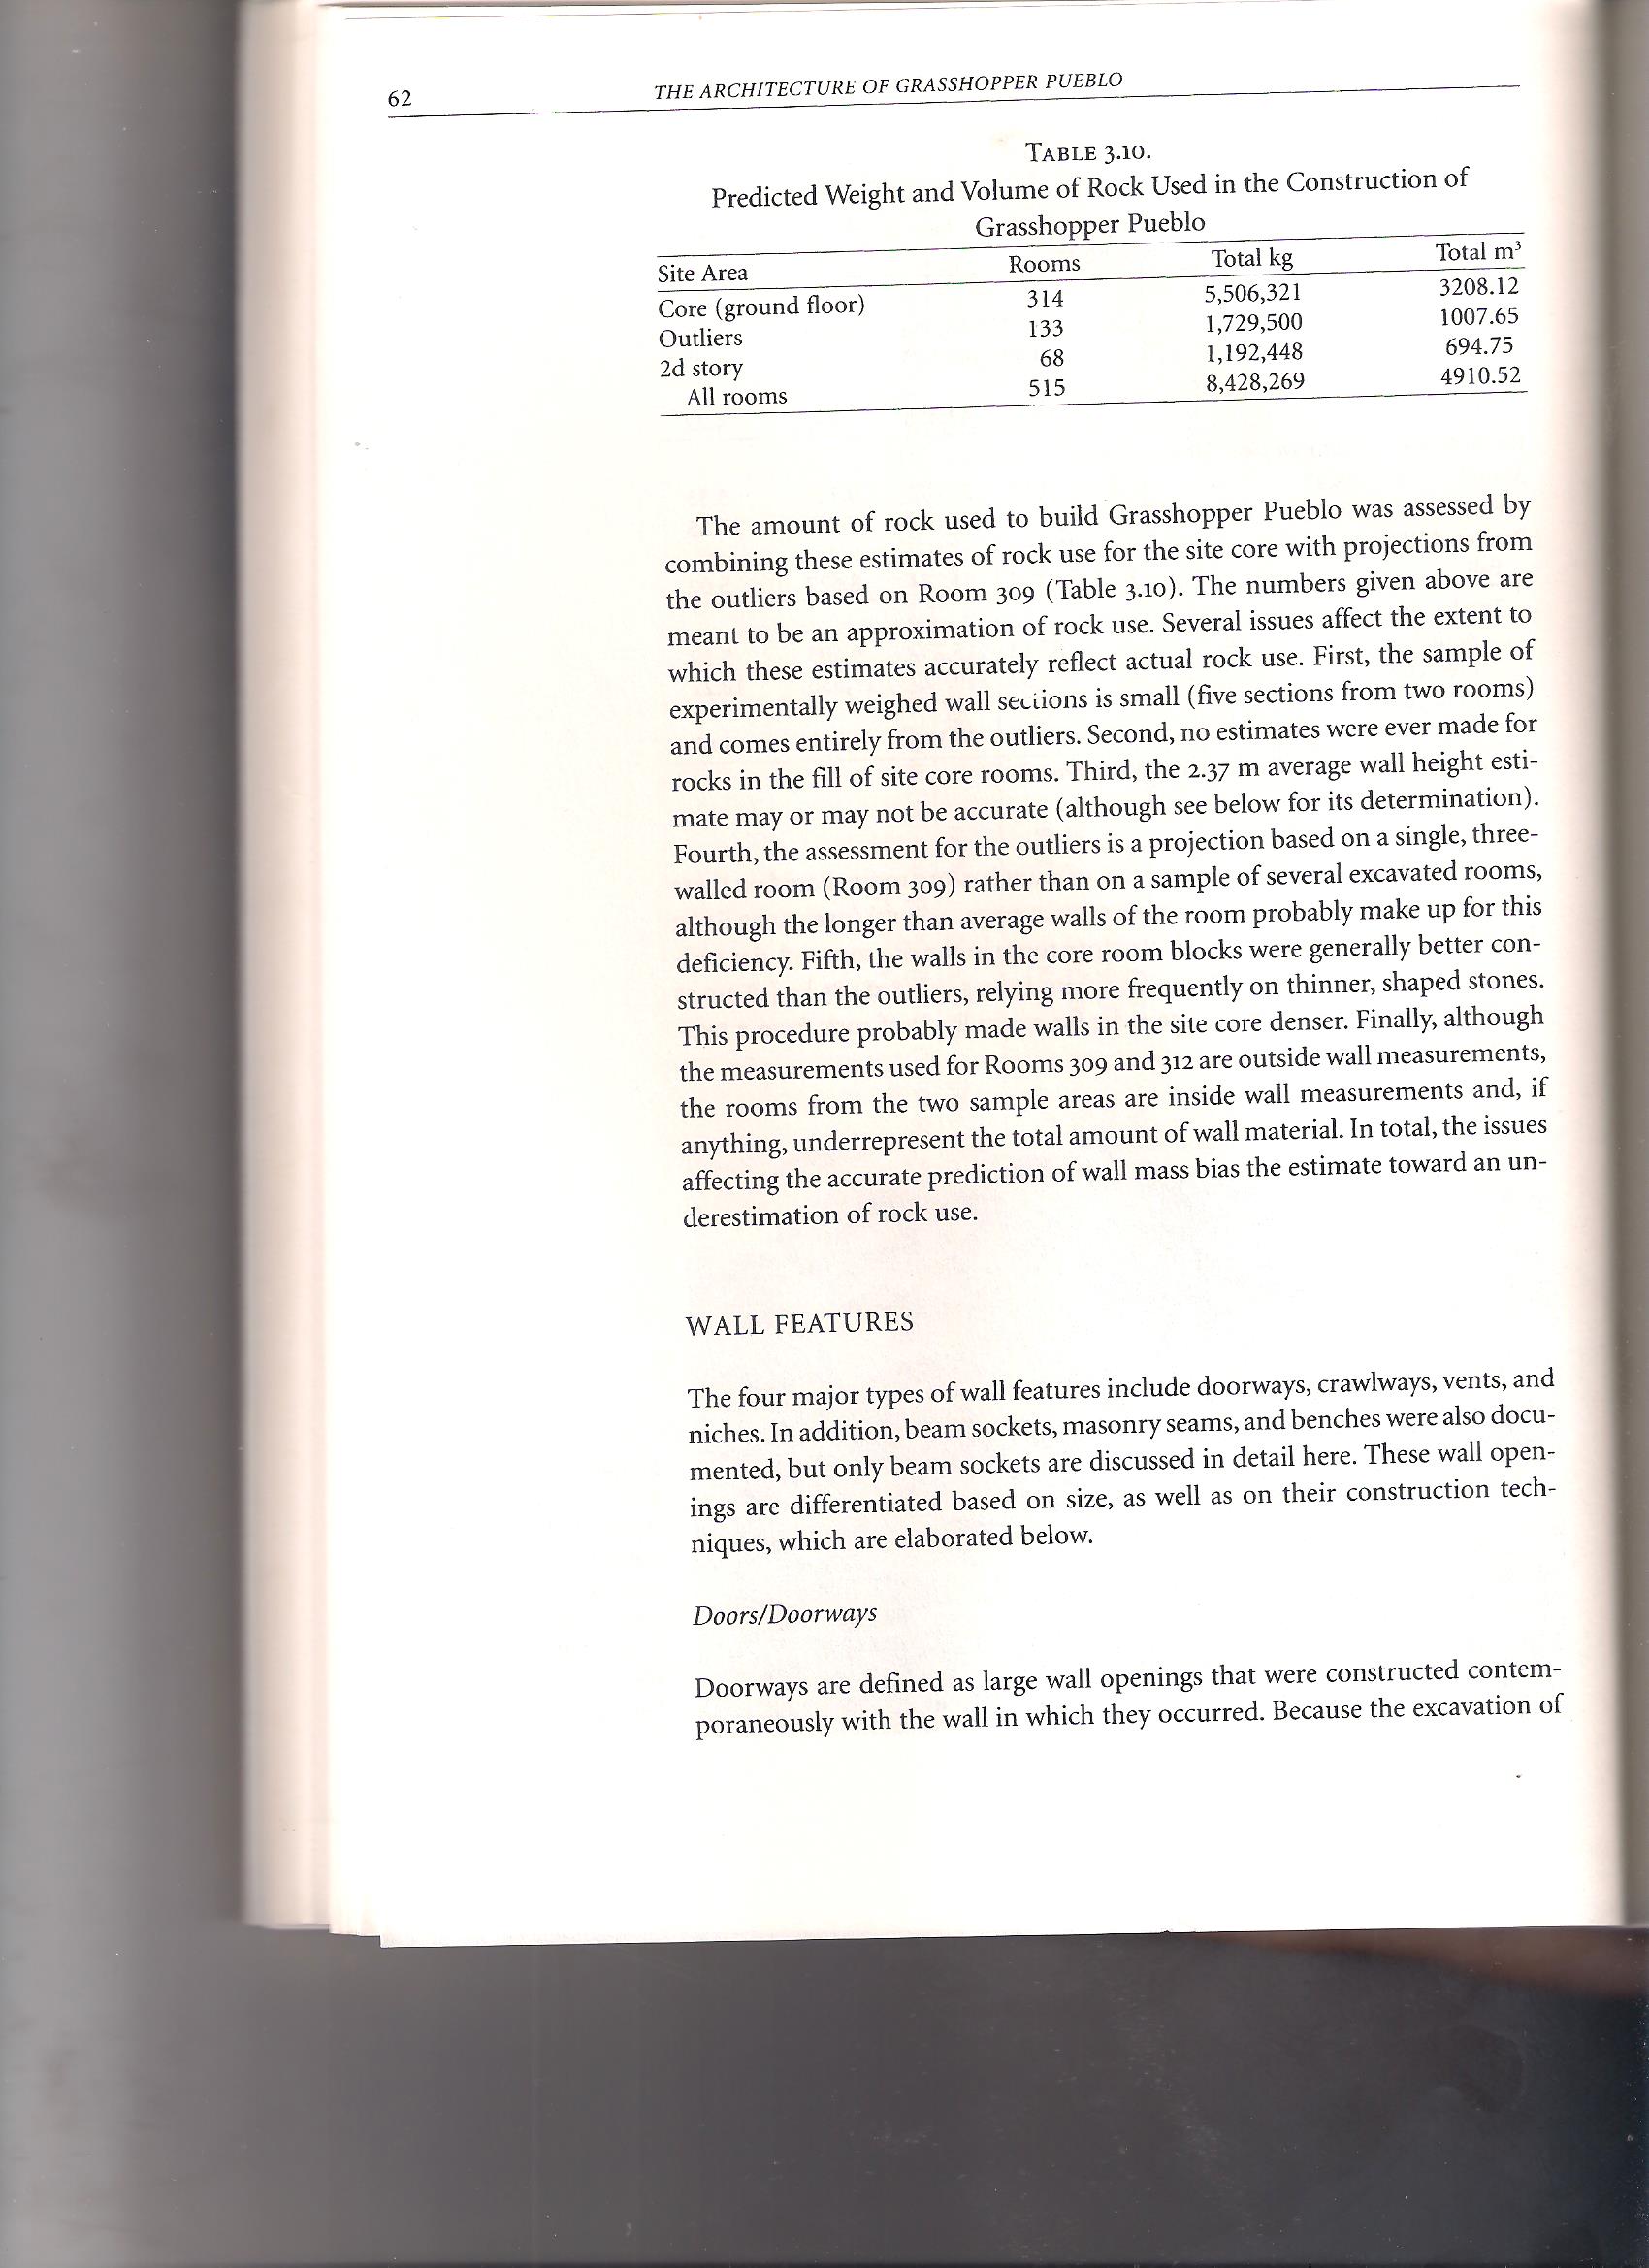 62
THE ARCHITECTURE OF GRASSHOPPER PUEBLO
TABLE 3.10.
Predicted Weight and Volume of Rock Used in the Construction of
Grasshopper Pueblo
Site Area Rooms Total kg Total m³
Core (ground floor) 314 5,506,321 3208.12
Outliers 133 1,729,500 1007.65
2d story 68 1,192,448 694.75
All rooms 515 8,428,269 4910.52
The amount of rock used to build Grasshopper Pueblo was assessed by
combining these estimates of rock use for the site core with projections from
the outliers based on Room 309 (Table 3.10). The numbers given above are
meant to be an approximation of rock use. Several issues affect the extent to
which these estimates accurately reflect actual rock use. First, the sample of
experimentally weighed wall sections is small (five sections from two rooms)
and comes entirely from the outliers. Second, no estimates were ever made for
rocks in the fill of site core rooms. Third, the 2.37 m average wall height esti-
mate may or may not be accurate (although see below for its determination).
Fourth, the assessment for the outliers is a projection based on a single, three-
walled room (Room 309) rather than on a sample of several excavated rooms,
although the longer than average walls of the room probably make up for this
deficiency. Fifth, the walls in the core room blocks were generally better con-
structed than the outliers, relying more frequently on thinner, shaped stones.
This procedure probably made walls in the site core denser. Finally, although
the measurements used for Rooms 309 and 312 are outside wall measurements,
the rooms from the two sample areas are inside wall measurements and, if
anything, underrepresent the total amount of wall material. In total, the issues
affecting the accurate prediction of wall mass bias the estimate toward an un-
derestimation of rock use.
WALL FEATURES
The four major types of wall features include doorways, crawlways, vents, and
niches. In addition, beam sockets, masonry seams, and benches were also docu-
mented, but only beam sockets are discussed in detail here. These wall open-
ings are differentiated based on size, as well as on their construction tech-
niques, which are elaborated below.
Doors/Doorways
Doorways are defined as large wall openings that were constructed contem-
poraneously with the wall in which they occurred. Because the excavation of